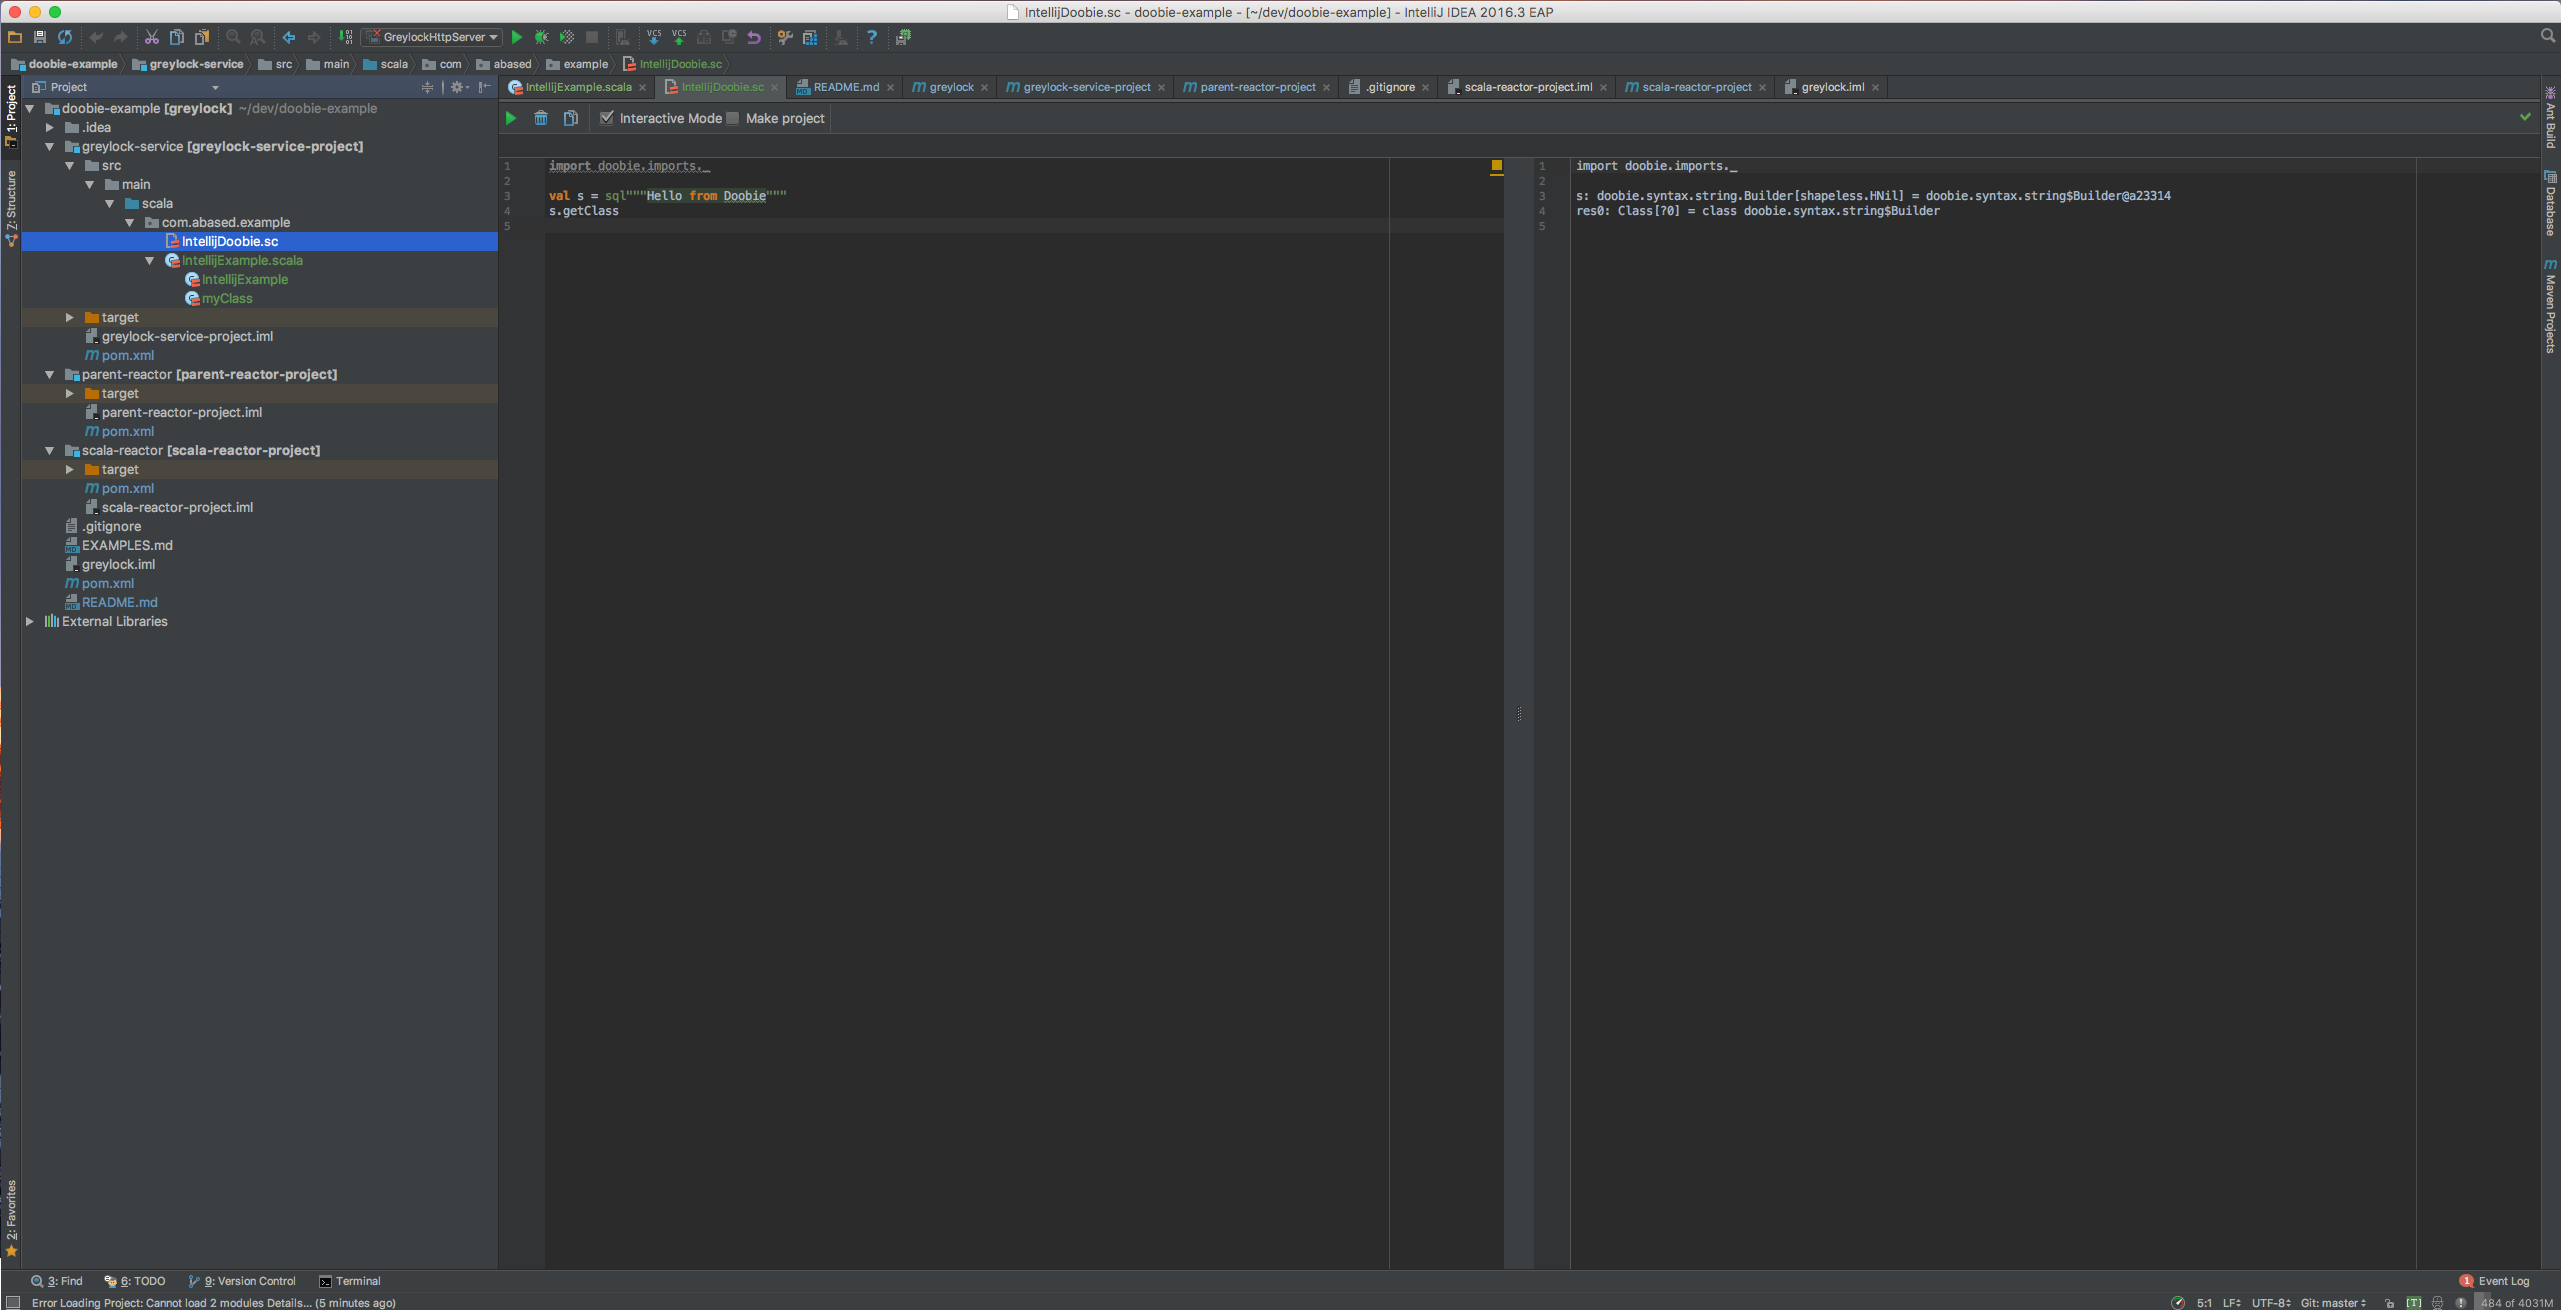 IntellijDoobie.sc - doobie-example - [~/dev/doobie-example] - IntelliJ IDEA 2016.3 EAP
GreylockHttpServer
VCS VCS
doobie-example greylock-service src main scala com abased example IntellijDoobie.sc
1: Project
Z: Structure
2: Favorites
Project
doobie-example [greylock] ~/dev/doobie-example
.idea
greylock-service [greylock-service-project]
src
main
scala
com.abased.example
IntellijDoobie.sc
IntellijExample.scala
IntellijExample
myClass
target
greylock-service-project.iml
pom.xml
parent-reactor [parent-reactor-project]
target
parent-reactor-project.iml
pom.xml
scala-reactor [scala-reactor-project]
target
pom.xml
scala-reactor-project.iml
.gitignore
EXAMPLES.md
greylock.iml
pom.xml
README.md
External Libraries
IntellijExample.scala IntellijDoobie.sc README.md greylock greylock-service-project parent-reactor-project .gitignore scala-reactor-project.iml scala-reactor-project greylock.iml
Interactive Mode Make project
1 import doobie.imports._
2
3 val s = sql"""Hello from Doobie"""
4 s.getClass
5
1 import doobie.imports._
2
3 s: doobie.syntax.string.Builder[shapeless.HNil] = doobie.syntax.string$Builder@a23314
4 res0: Class[?0] = class doobie.syntax.string$Builder
5
Ant Build
Database
Maven Projects
3: Find 6: TODO 9: Version Control Terminal
1 Event Log
Error Loading Project: Cannot load 2 modules Details... (5 minutes ago)
5:1 LF UTF-8 Git: master [T] 484 of 4031M